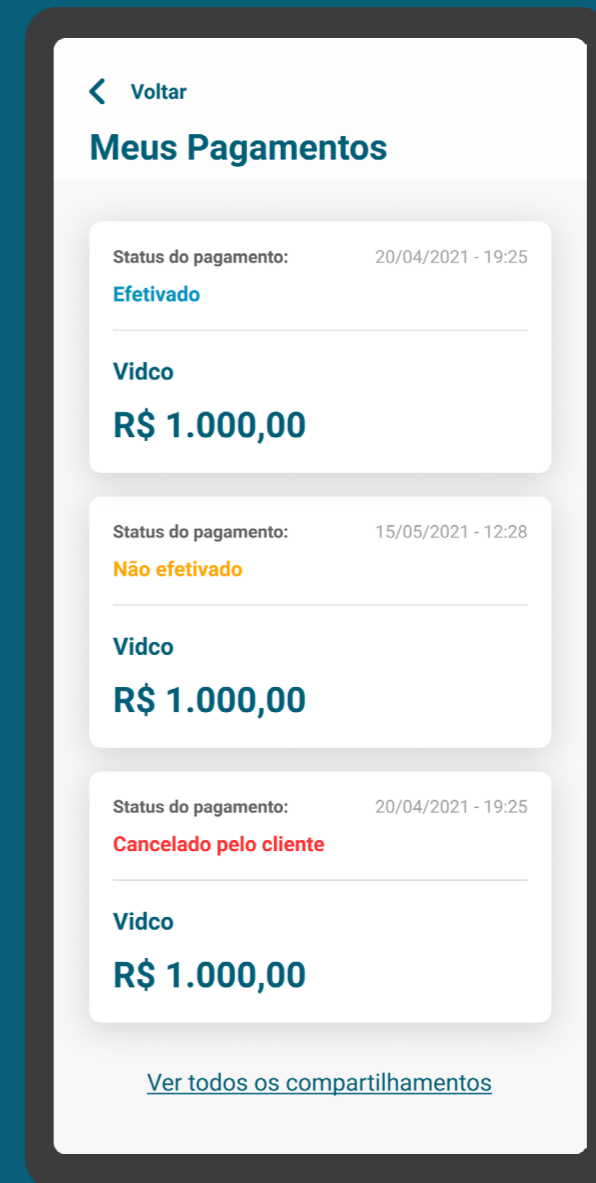 Voltar
Meus Pagamentos
Status do pagamento: 20/04/2021 - 19:25
Efetivado
Vidco
R$ 1.000,00
Status do pagamento: 15/05/2021 - 12:28
Não efetivado
Vidco
R$ 1.000,00
Status do pagamento: 20/04/2021 - 19:25
Cancelado pelo cliente
Vidco
R$ 1.000,00
Ver todos os compartilhamentos